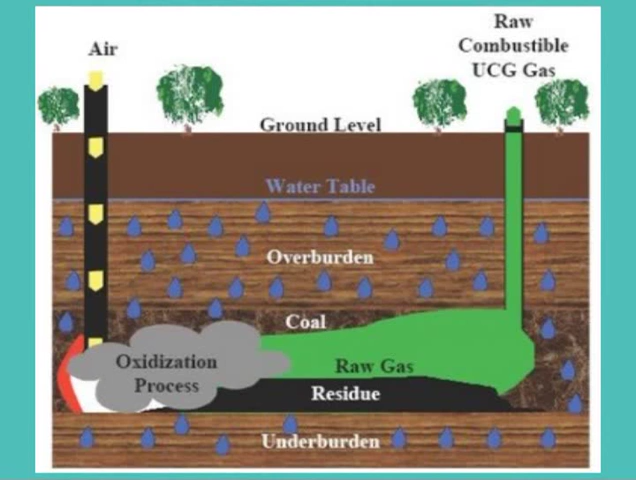 Air
Raw
Combustible
UCG Gas
Ground Level
Water Table
Overburden
Coal
Oxidization
Process
Raw Gas
Residue
Underburden